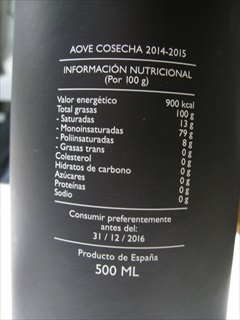 AOVE COSECHA 2014-2015
INFORMACIÓN NUTRICIONAL
(Por 100 g)
Valor energético 900 kcal
Total grasas 100 g
- Saturadas 13 g
- Monoinsaturadas 79 g
- Poliinsaturadas 8 g
- Grasas trans 0 g
Colesterol 0 g
Hidratos de carbono 0 g
Azúcares 0 g
Proteínas 0 g
Sodio 0 g
Consumir preferentemente
antes del:
31 / 12 / 2016
Producto de España
500 ML